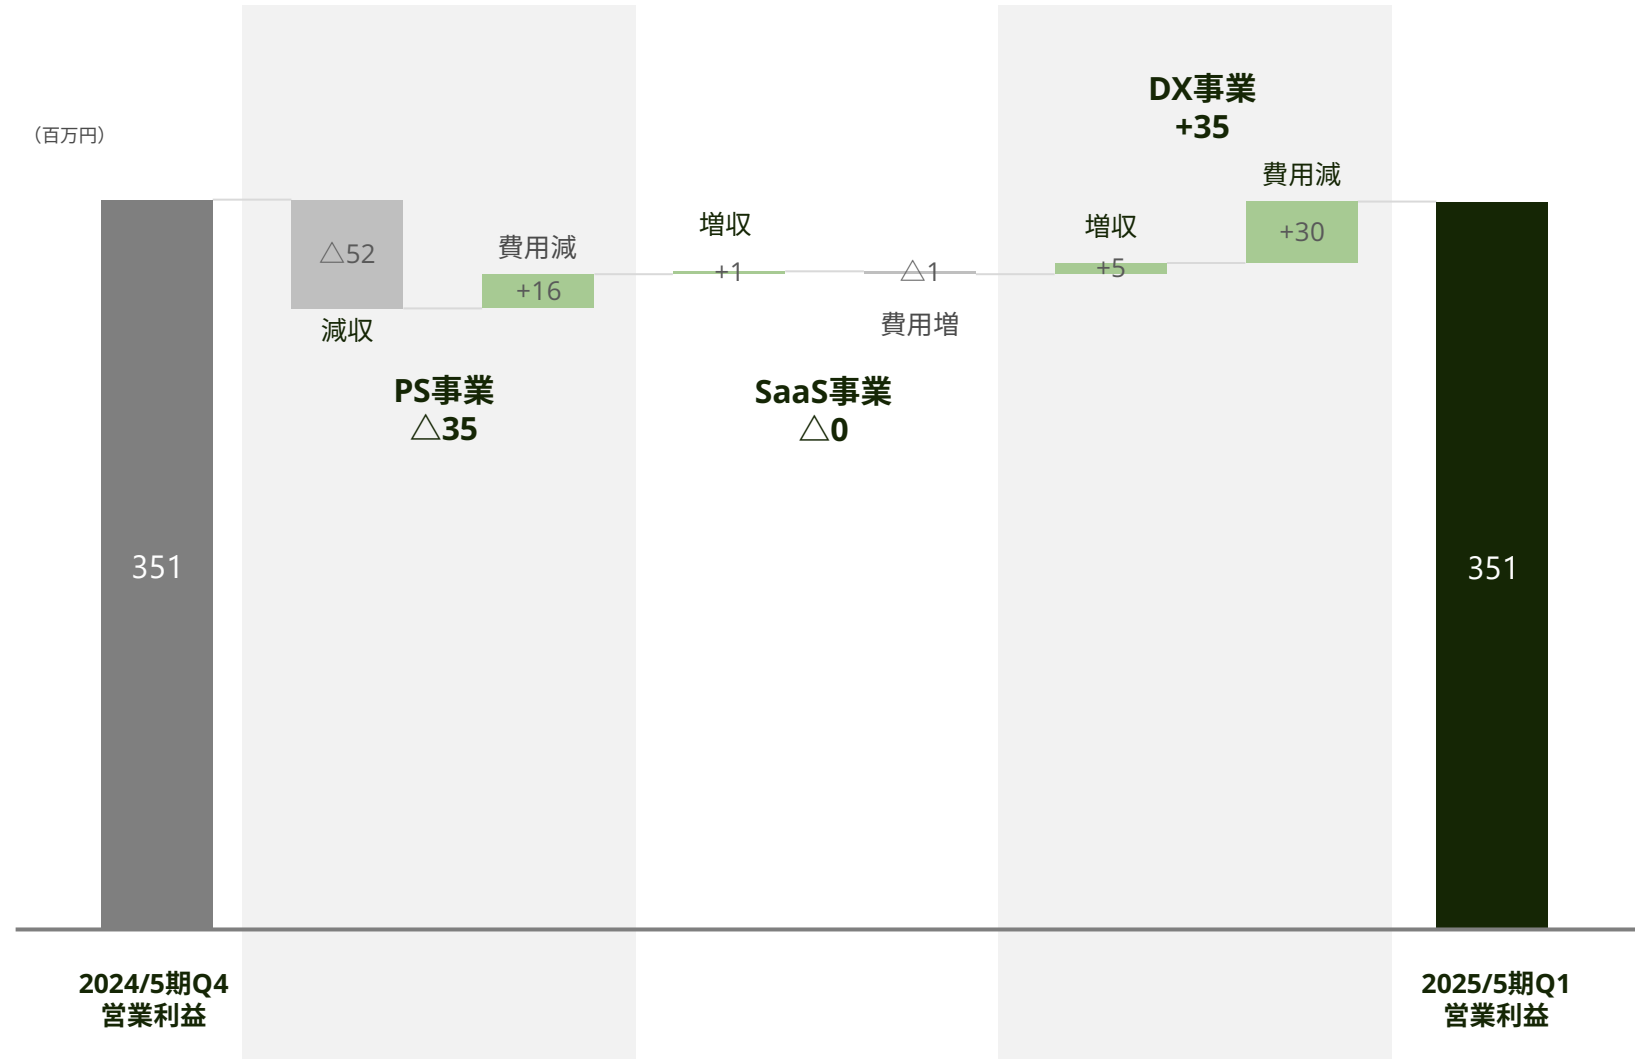 （百万円）
DX事業
+35
費用減
増収
増収
△52
費用減
+30
+1
△1
+5
+16
減収
費用増
PS事業
△35
SaaS事業
△0
351
351
2024/5期Q4
営業利益
2025/5期Q1
営業利益